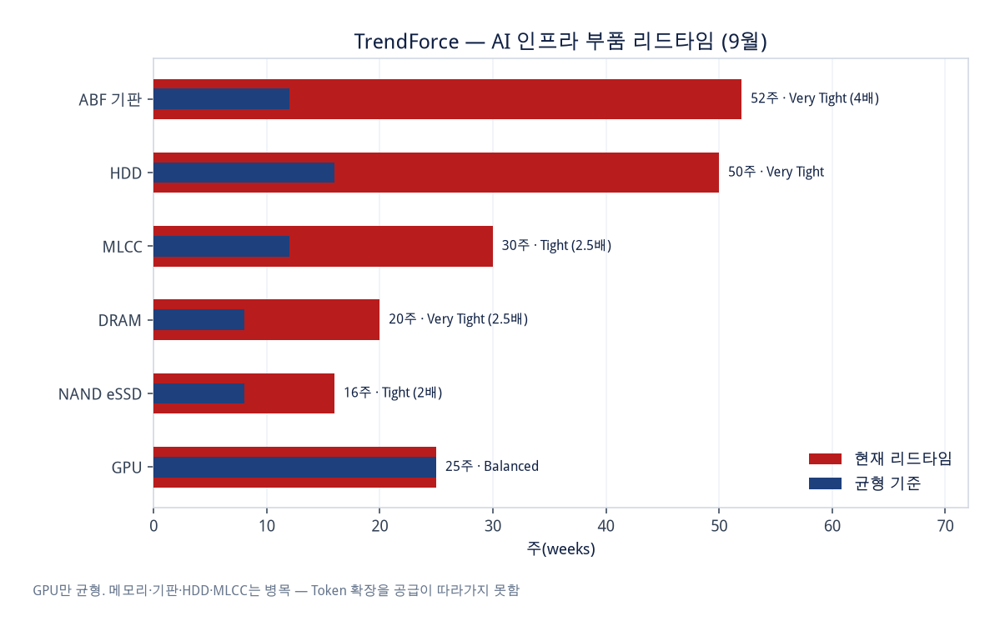 TrendForce — AI 인프라 부품 리드타임 (9월)
ABF 기판
52주 · Very Tight (4배)
HDD
50주 · Very Tight
MLCC
30주 · Tight (2.5배)
DRAM
20주 · Very Tight (2.5배)
NAND eSSD
16주 · Tight (2배)
GPU
25주 · Balanced
현재 리드타임
균형 기준
0 10 20 30 40 50 60 70
주(weeks)
GPU만 균형. 메모리·기판·HDD·MLCC는 병목 — Token 확장을 공급이 따라가지 못함